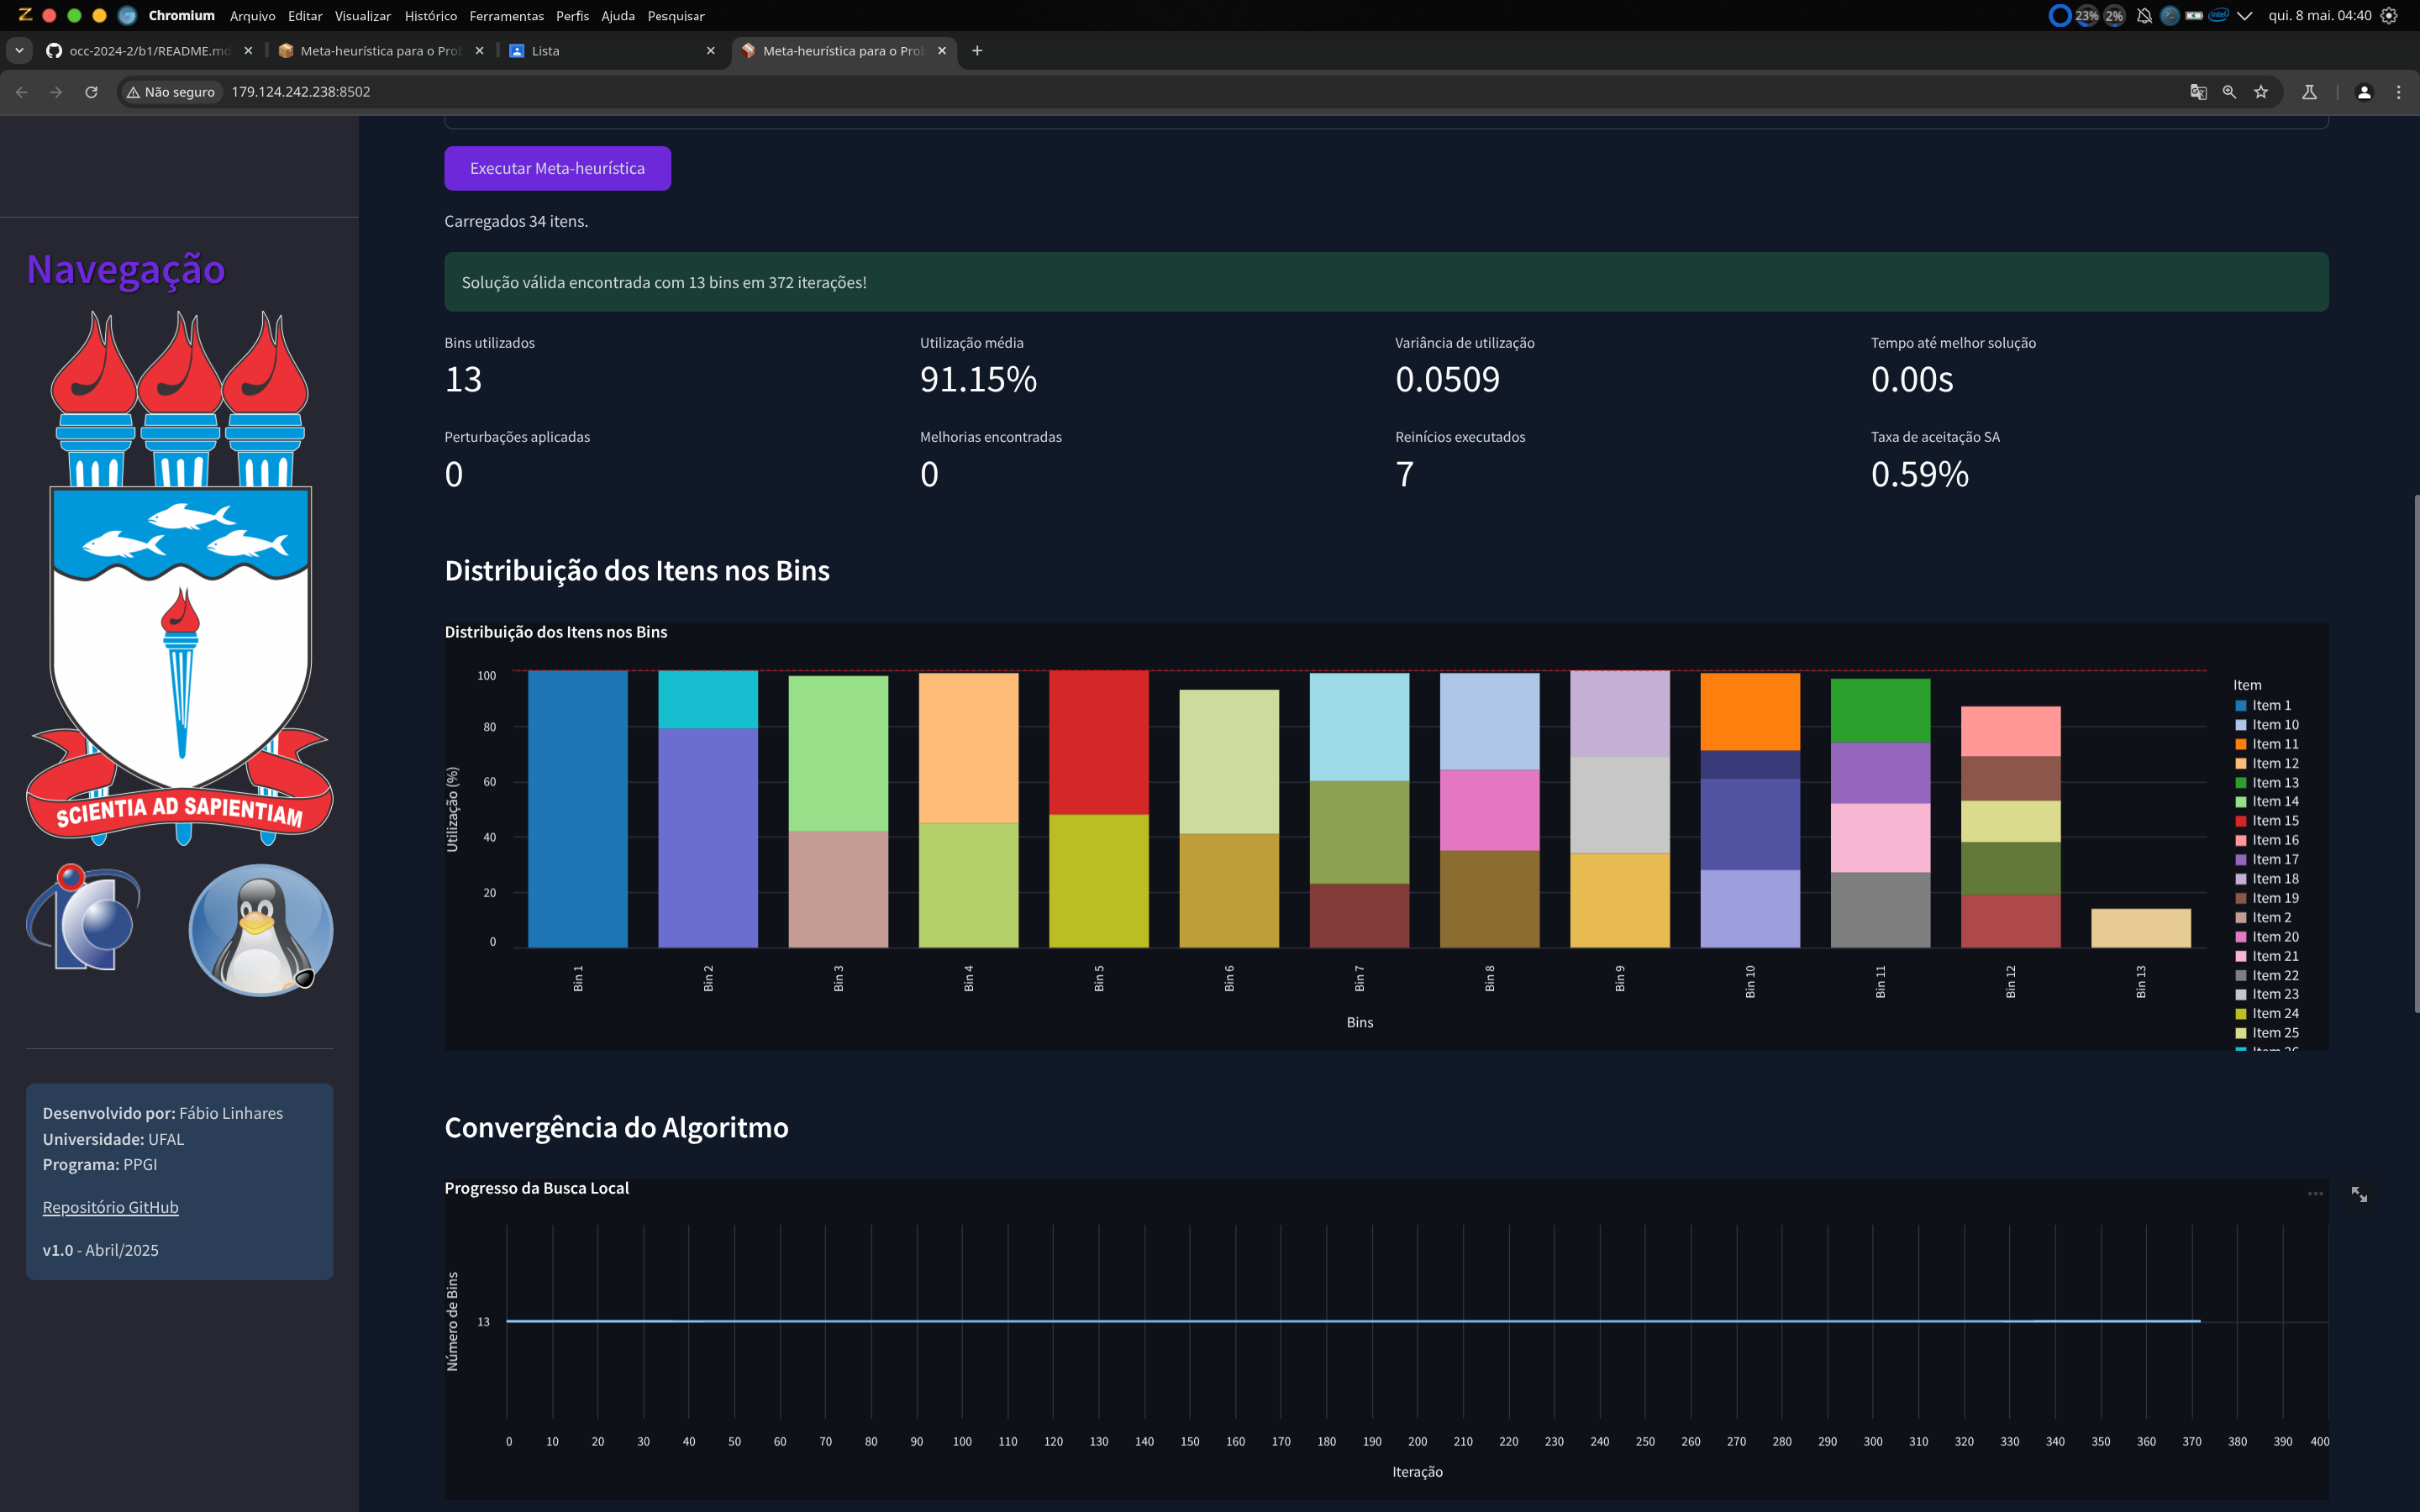 Chromium Arquivo Editar Visualizar Histórico Ferramentas Perfis Ajuda Pesquisar
23% 2% intel qui. 8 mai. 04:40
occ-2024-2/b1/README.md Meta-heurística para o Pro Lista Meta-heurística para o Pro
Não seguro 179.124.242.238:8502
Navegação
SCIENTIA AD SAPIENTIAM
Desenvolvido por: Fábio Linhares
Universidade: UFAL
Programa: PPGI
Repositório GitHub
v1.0 - Abril/2025
Executar Meta-heurística
Carregados 34 itens.
Solução válida encontrada com 13 bins em 372 iterações!
Bins utilizados
13
Utilização média
91.15%
Variância de utilização
0.0509
Tempo até melhor solução
0.00s
Perturbações aplicadas
0
Melhorias encontradas
0
Reinícios executados
7
Taxa de aceitação SA
0.59%
Distribuição dos Itens nos Bins
Distribuição dos Itens nos Bins
Utilização (%)
100
80
60
40
20
0
Bin 1 Bin 2 Bin 3 Bin 4 Bin 5 Bin 6 Bin 7 Bin 8 Bin 9 Bin 10 Bin 11 Bin 12 Bin 13
Bins
Item
Item 1
Item 10
Item 11
Item 12
Item 13
Item 14
Item 15
Item 16
Item 17
Item 18
Item 19
Item 2
Item 20
Item 21
Item 22
Item 23
Item 24
Item 25
Item 26
Convergência do Algoritmo
Progresso da Busca Local
Número de Bins
13
0 10 20 30 40 50 60 70 80 90 100 110 120 130 140 150 160 170 180 190 200 210 220 230 240 250 260 270 280 290 300 310 320 330 340 350 360 370 380 390 400
Iteração